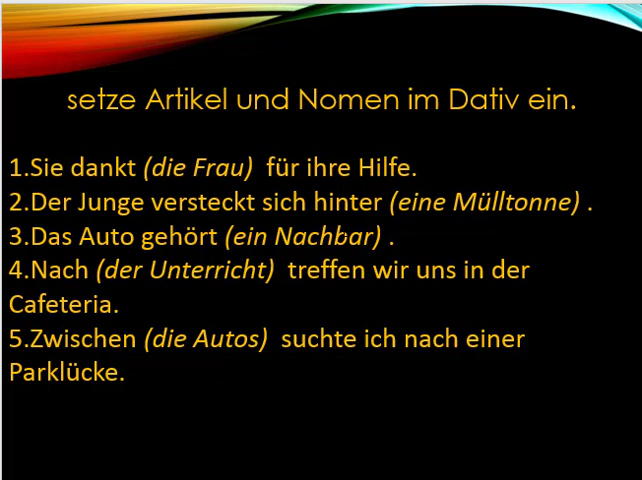 setze Artikel und Nomen im Dativ ein.
1.Sie dankt (die Frau) für ihre Hilfe.
2.Der Junge versteckt sich hinter (eine Mülltonne) .
3.Das Auto gehört (ein Nachbar) .
4.Nach (der Unterricht) treffen wir uns in der
Cafeteria.
5.Zwischen (die Autos) suchte ich nach einer
Parklücke.